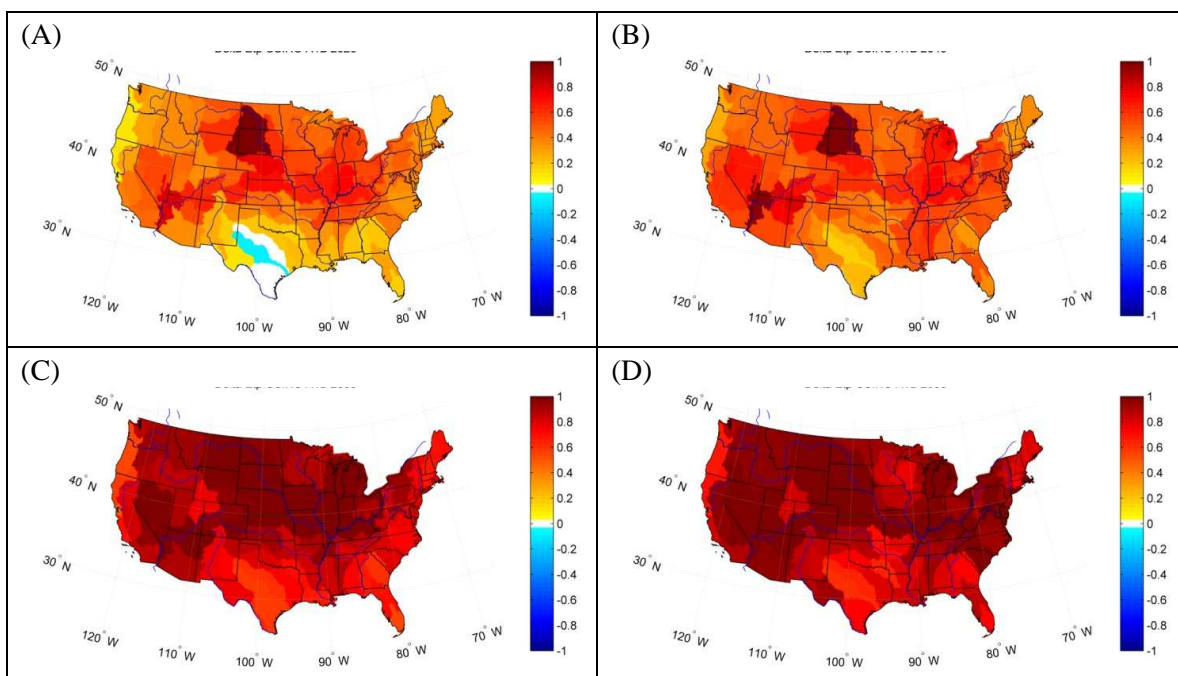 (A)
50° N
40° N
30° N
120° W
110° W
100° W
90° W
80° W
70° W
1
0.8
0.6
0.4
0.2
0
-0.2
-0.4
-0.6
-0.8
-1
(B)
50° N
40° N
30° N
120° W
110° W
100° W
90° W
80° W
70° W
1
0.8
0.6
0.4
0.2
0
-0.2
-0.4
-0.6
-0.8
-1
(C)
50° N
40° N
30° N
120° W
110° W
100° W
90° W
80° W
70° W
1
0.8
0.6
0.4
0.2
0
-0.2
-0.4
-0.6
-0.8
-1
(D)
50° N
40° N
30° N
120° W
110° W
100° W
90° W
80° W
70° W
1
0.8
0.6
0.4
0.2
0
-0.2
-0.4
-0.6
-0.8
-1